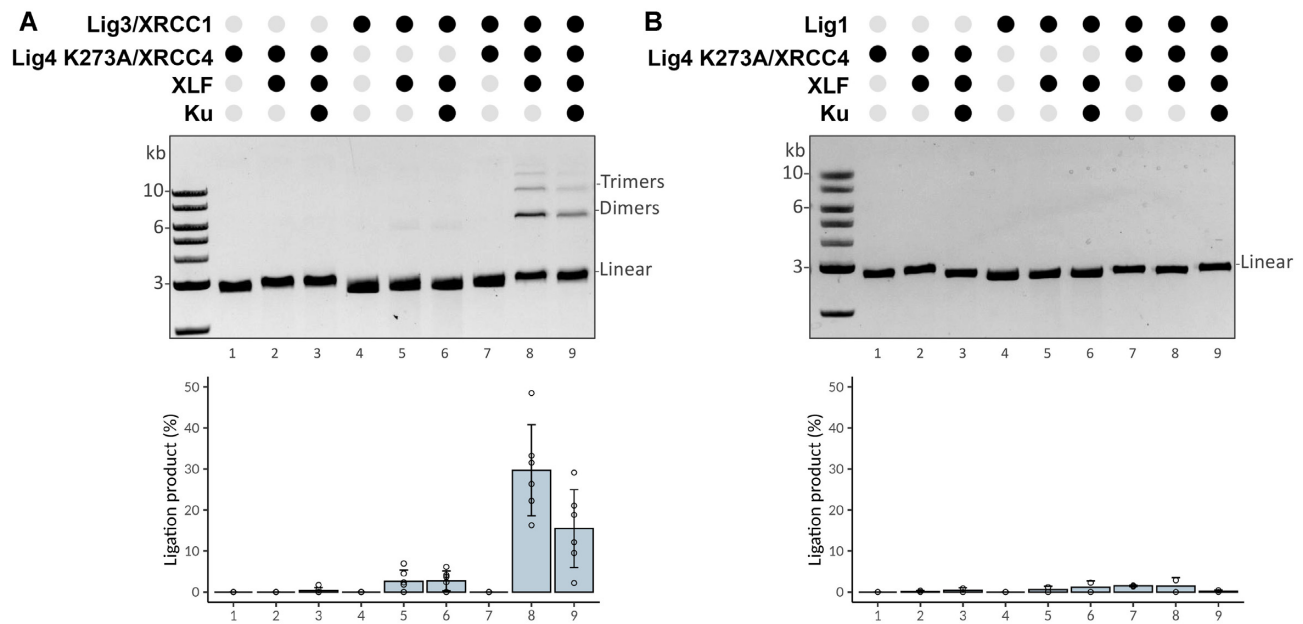 A
Lig3/XRCC1
Lig4 K273A/XRCC4
XLF
Ku
kb
10
6
3
Trimers
Dimers
Linear
1 2 3 4 5 6 7 8 9
Ligation product (%)
50
40
30
20
10
0
1 2 3 4 5 6 7 8 9
B
Lig1
Lig4 K273A/XRCC4
XLF
Ku
kb
10
6
3
Linear
1 2 3 4 5 6 7 8 9
Ligation product (%)
50
40
30
20
10
0
1 2 3 4 5 6 7 8 9